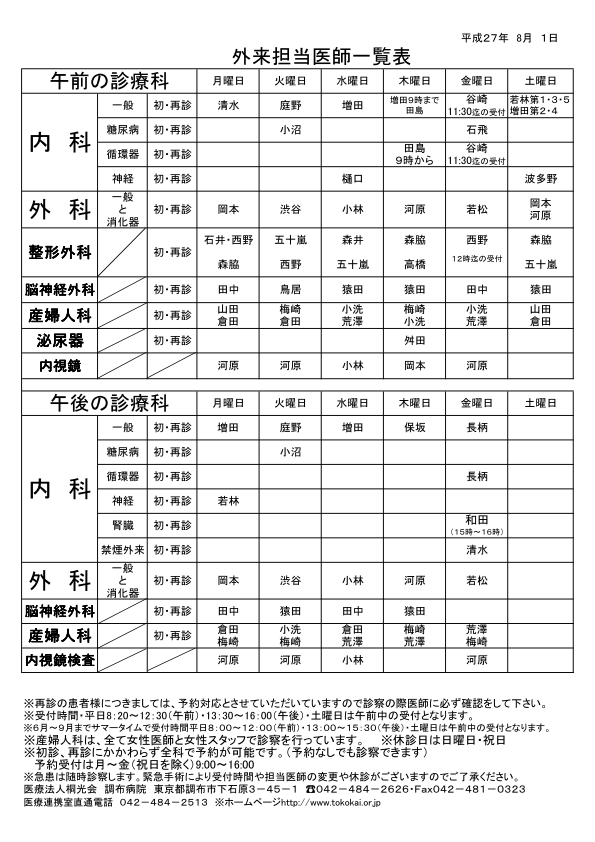 平成27年 8月 1日
外来担当医師一覧表
午前の診療科 月曜日 火曜日 水曜日 木曜日 金曜日 土曜日
内 科 一般 初・再診 清水 庭野 増田 増田9時まで 田島 谷崎 11:30迄の受付 若林第1・3・5 増田第2・4
糖尿病 初・再診 小沼 石飛
循環器 初・再診 田島 9時から 谷崎 11:30迄の受付
神経 初・再診 樋口 波多野
外 科 一般と消化器 初・再診 岡本 渋谷 小林 河原 若松 岡本 河原
整形外科 初・再診 石井・西野 五十嵐 森井 森脇 西野 森脇
森脇 西野 五十嵐 高橋 12時迄の受付 五十嵐
脳神経外科 初・再診 田中 鳥居 猿田 猿田 田中 猿田
産婦人科 初・再診 山田 梅崎 小洗 梅崎 小洗 山田
倉田 倉田 荒澤 小洗 荒澤 倉田
泌尿器 初・再診 舛田
内視鏡 河原 河原 小林 岡本 河原
午後の診療科 月曜日 火曜日 水曜日 木曜日 金曜日 土曜日
内 科 一般 初・再診 増田 庭野 増田 保坂 長柄
糖尿病 初・再診 小沼
循環器 初・再診 長柄
神経 初・再診 若林
腎臓 初・再診 和田 (15時~16時)
禁煙外来 初・再診 清水
外 科 一般と消化器 初・再診 岡本 渋谷 小林 河原 若松
脳神経外科 初・再診 田中 猿田 田中 猿田
産婦人科 初・再診 倉田 小洗 倉田 梅崎 荒澤
梅崎 梅崎 荒澤 荒澤 梅崎
内視鏡検査 河原 河原 小林 河原
※再診の患者様につきましては、予約対応とさせていただいていますので診察の際医師に必ず確認をして下さい。
※受付時間・平日8:20~12:30(午前)・13:30~16:00(午後)・土曜日は午前中の受付となります。
※6月~9月までサマータイムで受付時間平日8:00~12:00(午前)・13:00~15:30(午後)・土曜日は午前中の受付となります。
※産婦人科は、全て女性医師と女性スタッフで診察を行っています。 ※休診日は日曜日・祝日
※初診、再診にかかわらず全科で予約が可能です。(予約なしでも診察できます)
予約受付は月~金(祝日を除く)9:00~16:00
※急患は随時診察します。緊急手術により受付時間や担当医師の変更や休診がございますのでご了承ください。
医療法人桐光会 調布病院 東京都調布市下石原3-45-1 ☎042-484-2626・Fax042-481-0323
医療連携室直通電話 042-484-2513 ※ホームページhttp://www.tokokai.or.jp